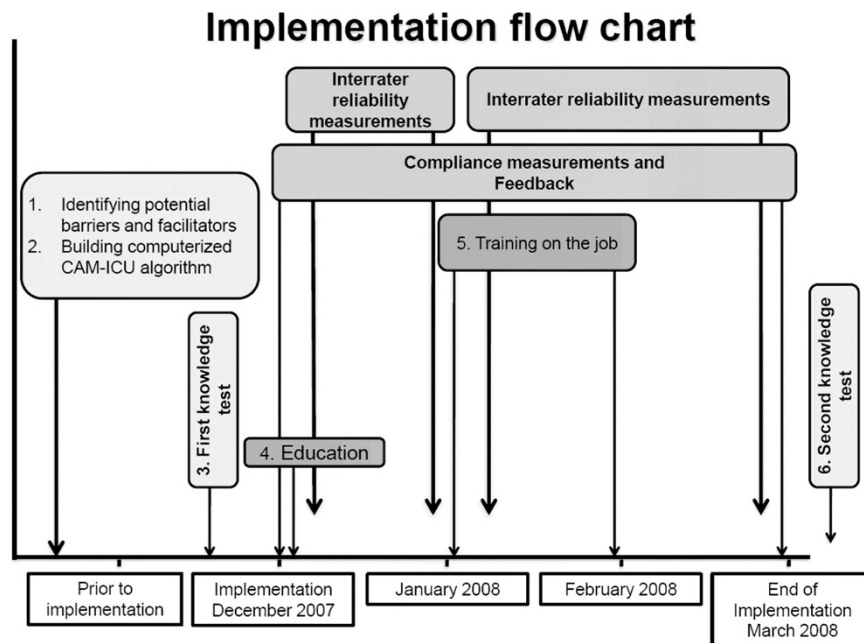 Implementation flow chart
Interrater
reliability
measurements
Interrater reliability measurements
Compliance measurements and
Feedback
1. Identifying potential
barriers and facilitators
2. Building computerized
CAM-ICU algorithm
5. Training on the job
3. First knowledge
test
4. Education
6. Second knowledge
test
Prior to
implementation
Implementation
December 2007
January 2008
February 2008
End of
Implementation
March 2008